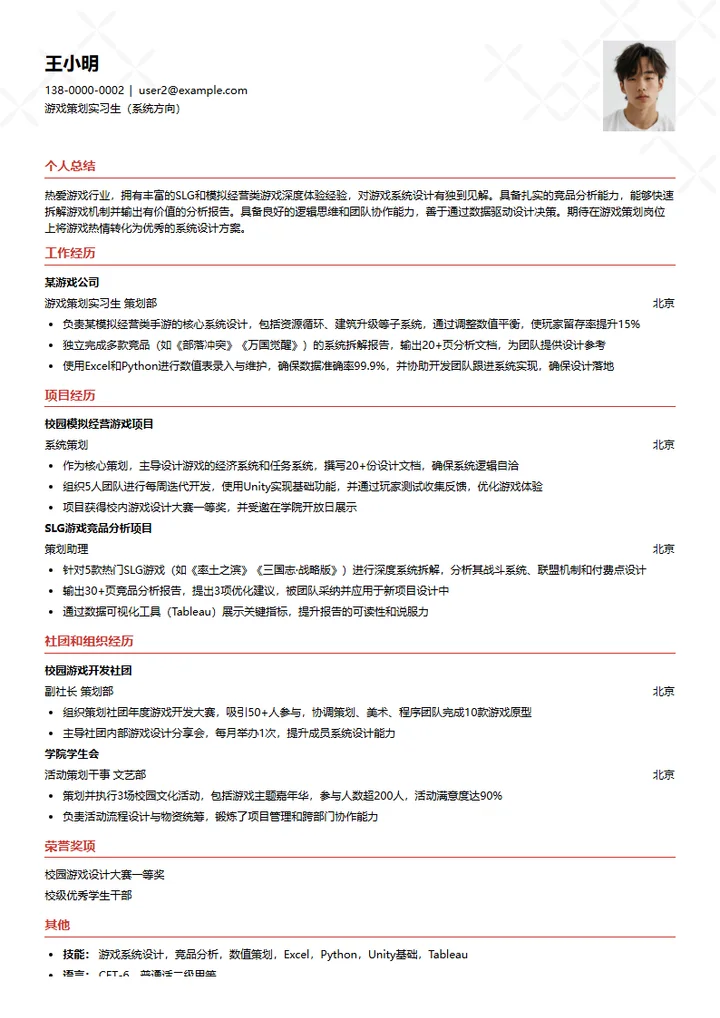 王小明
138-0000-0002 | user2@example.com
游戏策划实习生（系统方向）
个人总结
热爱游戏行业，拥有丰富的SLG和模拟经营类游戏深度体验经验，对游戏系统设计有独到见解。具备扎实的竞品分析能力，能够快速
拆解游戏机制并输出有价值的分析报告。具备良好的逻辑思维和团队协作能力，善于通过数据驱动设计决策。期待在游戏策划岗位
上将游戏热情转化为优秀的系统设计方案。
工作经历
某游戏公司
游戏策划实习生 策划部 北京
• 负责某模拟经营类手游的核心系统设计，包括资源循环、建筑升级等子系统，通过调整数值平衡，使玩家留存率提升15%
• 独立完成多款竞品（如《部落冲突》《万国觉醒》）的系统拆解报告，输出20+页分析文档，为团队提供设计参考
• 使用Excel和Python进行数值表录入与维护，确保数据准确率99.9%，并协助开发团队跟进系统实现，确保设计落地
项目经历
校园模拟经营游戏项目
系统策划 北京
• 作为核心策划，主导设计游戏的经济系统和任务系统，撰写20+份设计文档，确保系统逻辑自洽
• 组织5人团队进行每周迭代开发，使用Unity实现基础功能，并通过玩家测试收集反馈，优化游戏体验
• 项目获得校内游戏设计大赛一等奖，并受邀在学院开放日展示
SLG游戏竞品分析项目
策划助理 北京
• 针对5款热门SLG游戏（如《率土之滨》《三国志·战略版》）进行深度系统拆解，分析其战斗系统、联盟机制和付费点设计
• 输出30+页竞品分析报告，提出3项优化建议，被团队采纳并应用于新项目设计中
• 通过数据可视化工具（Tableau）展示关键指标，提升报告的可读性和说服力
社团和组织经历
校园游戏开发社团
副社长 策划部 北京
• 组织策划社团年度游戏开发大赛，吸引50+人参与，协调策划、美术、程序团队完成10款游戏原型
• 主导社团内部游戏设计分享会，每月举办1次，提升成员系统设计能力
学院学生会
活动策划干事 文艺部 北京
• 策划并执行3场校园文化活动，包括游戏主题嘉年华，参与人数超200人，活动满意度达90%
• 负责活动流程设计与物资统筹，锻炼了项目管理和跨部门协作能力
荣誉奖项
校园游戏设计大赛一等奖
校级优秀学生干部
其他
• 技能： 游戏系统设计，竞品分析，数值策划，Excel，Python，Unity基础，Tableau
• 语言： CET-6，普通话二级甲等